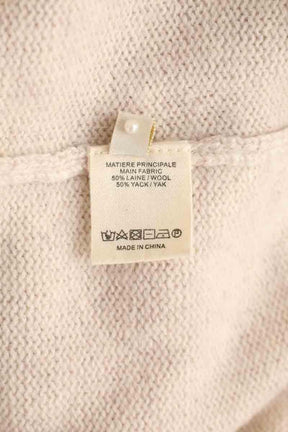 MATIERE PRINCIPALE
MAIN FABRIC
50% LAINE / WOOL
50% YACK / YAK
MADE IN CHINA